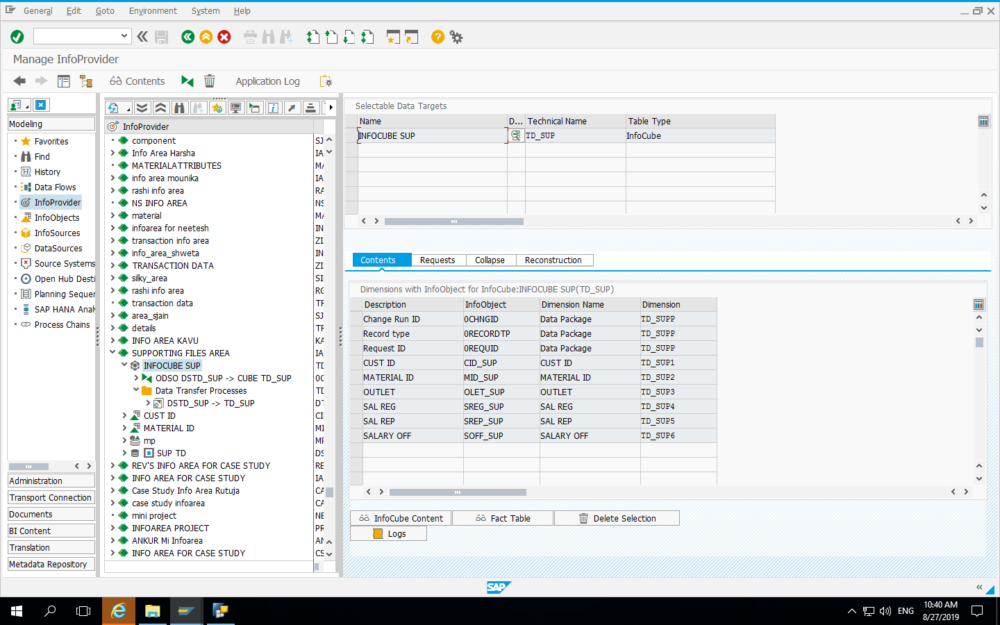 General Edit Goto Environment System Help
Manage InfoProvider
Contents Application Log
Modeling
Favorites
Find
History
Data Flows
InfoProvider
InfoObjects
InfoSources
DataSources
Source Systems
Open Hub Desti
Planning Sequer
SAP HANA Analy
Process Chains
Administration
Transport Connection
Documents
BI Content
Translation
Metadata Repository
InfoProvider
component SJ
Info Area Harsha IA
MATERIALATTRIBUTES MA
info area mounika IA
rashi info area RA
NS INFO AREA NS
material MA
infoarea for neetesh IN
transaction info area ZI
info_area_shweta IN
TRANSACTION DATA ZI
silky_area SI
rashi info area RG
transaction data TR
area_sjain SJ
details TR
INFO AREA KAVU KA
SUPPORTING FILES AREA IA
INFOCUBE SUP TD
ODSO DSTD_SUP -> CUBE TD_SUP 0C
Data Transfer Processes TD
DSTD_SUP -> TD_SUP DT
CUST ID CI
MATERIAL ID MI
mp MP
SUP TD DS
REV'S INFO AREA FOR CASE STUDY RE
INFO AREA FOR CASE STUDY IA
Case Study Info Area Rutuja CA
case study infoarea CA
mini project NE
INFOAREA PROJECT PR
ANKUR Mi Infoarea AN
INFO AREA FOR CASE STUDY CS
Selectable Data Targets
Name D... Technical Name Table Type
INFOCUBE SUP TD_SUP InfoCube
Contents Requests Collapse Reconstruction
Dimensions with InfoObject for InfoCube:INFOCUBE SUP(TD_SUP)
Description InfoObject Dimension Name Dimension
Change Run ID 0CHNGID Data Package TD_SUPP
Record type 0RECORDTP Data Package TD_SUPP
Request ID 0REQUID Data Package TD_SUPP
CUST ID CID_SUP CUST ID TD_SUP1
MATERIAL ID MID_SUP MATERIAL ID TD_SUP2
OUTLET OLET_SUP OUTLET TD_SUP3
SAL REG SREG_SUP SAL REG TD_SUP4
SAL REP SREP_SUP SAL REP TD_SUP5
SALARY OFF SOFF_SUP SALARY OFF TD_SUP6
InfoCube Content Fact Table Delete Selection
Logs
SAP
ENG 10:40 AM
8/27/2019